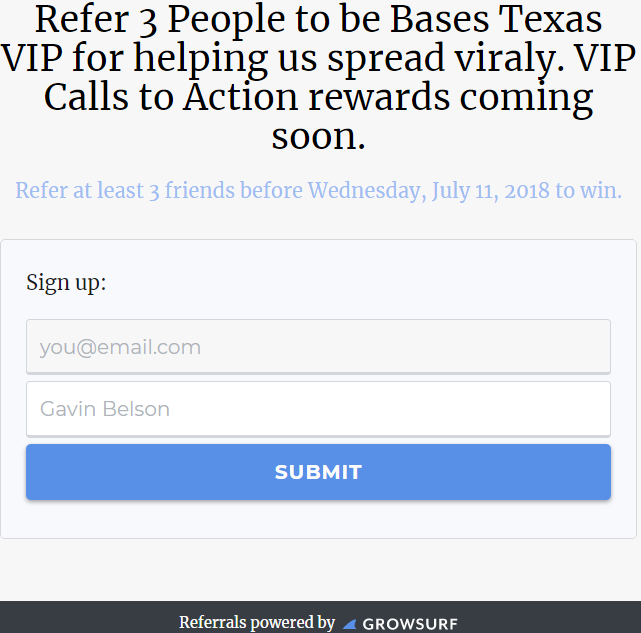 Refer 3 People to be Bases Texas
VIP for helping us spread viraly. VIP
Calls to Action rewards coming
soon.
Refer at least 3 friends before Wednesday, July 11, 2018 to win.
Sign up:
you@email.com
Gavin Belson
SUBMIT
Referrals powered by GROWSURF